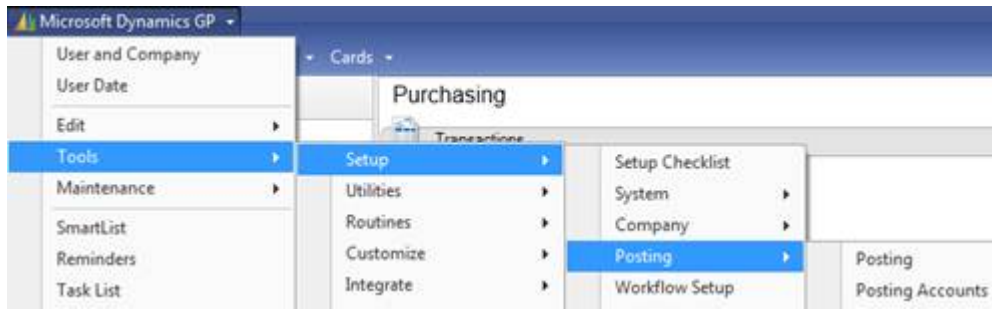 Microsoft Dynamics GP
User and Company
Cards
User Date
Purchasing
Edit
Transactions
Tools
Setup
Setup Checklist
Maintenance
Utilities
System
SmartList
Routines
Company
Reminders
Customize
Posting
Posting
Task List
Integrate
Workflow Setup
Posting Accounts